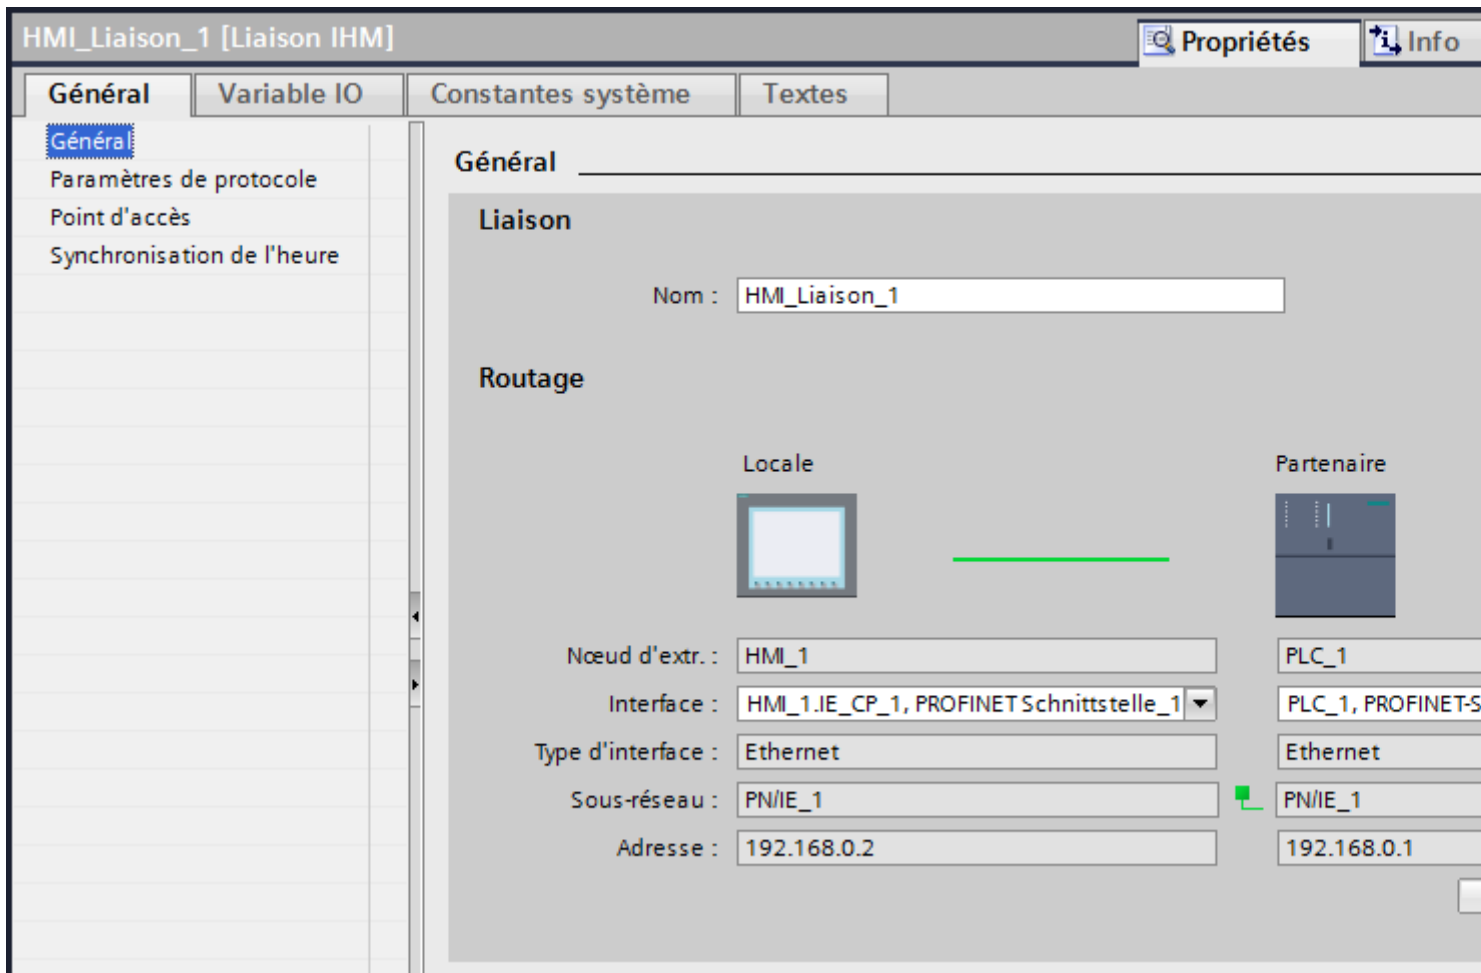 HMI_Liaison_1 [Liaison IHM]
Propriétés
Info
Général
Variable IO
Constantes système
Textes
Général
Paramètres de protocole
Point d'accès
Synchronisation de l'heure
Général
Liaison
Nom : HMI_Liaison_1
Routage
Locale
Partenaire
Nœud d'extr. : HMI_1 PLC_1
Interface : HMI_1.IE_CP_1, PROFINET Schnittstelle_1 PLC_1, PROFINET-S
Type d'interface : Ethernet Ethernet
Sous-réseau : PN/IE_1 PN/IE_1
Adresse : 192.168.0.2 192.168.0.1